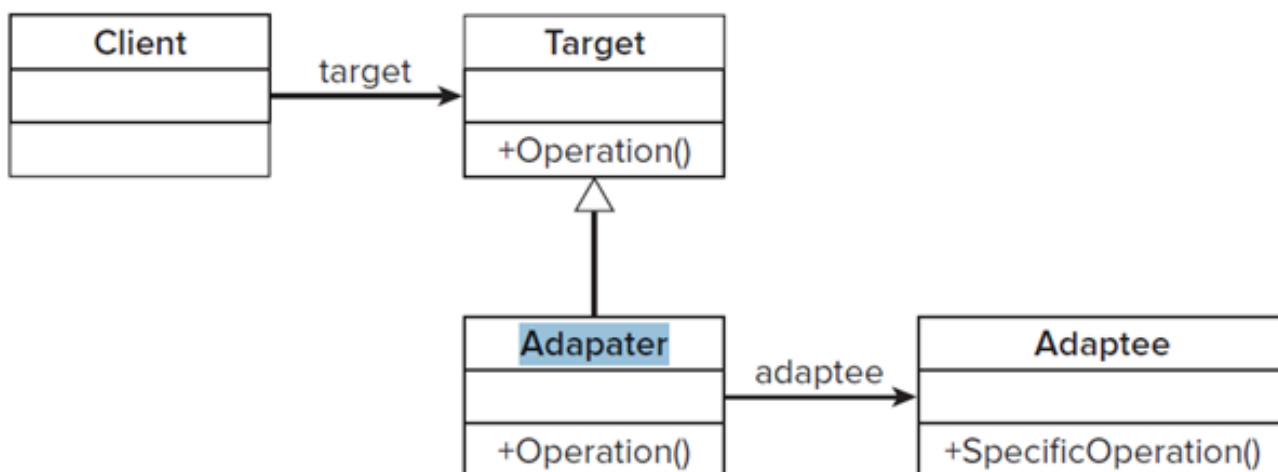 Client
Target
target
+Operation()
Adapater
Adaptee
adaptee
+Operation()
+SpecificOperation()